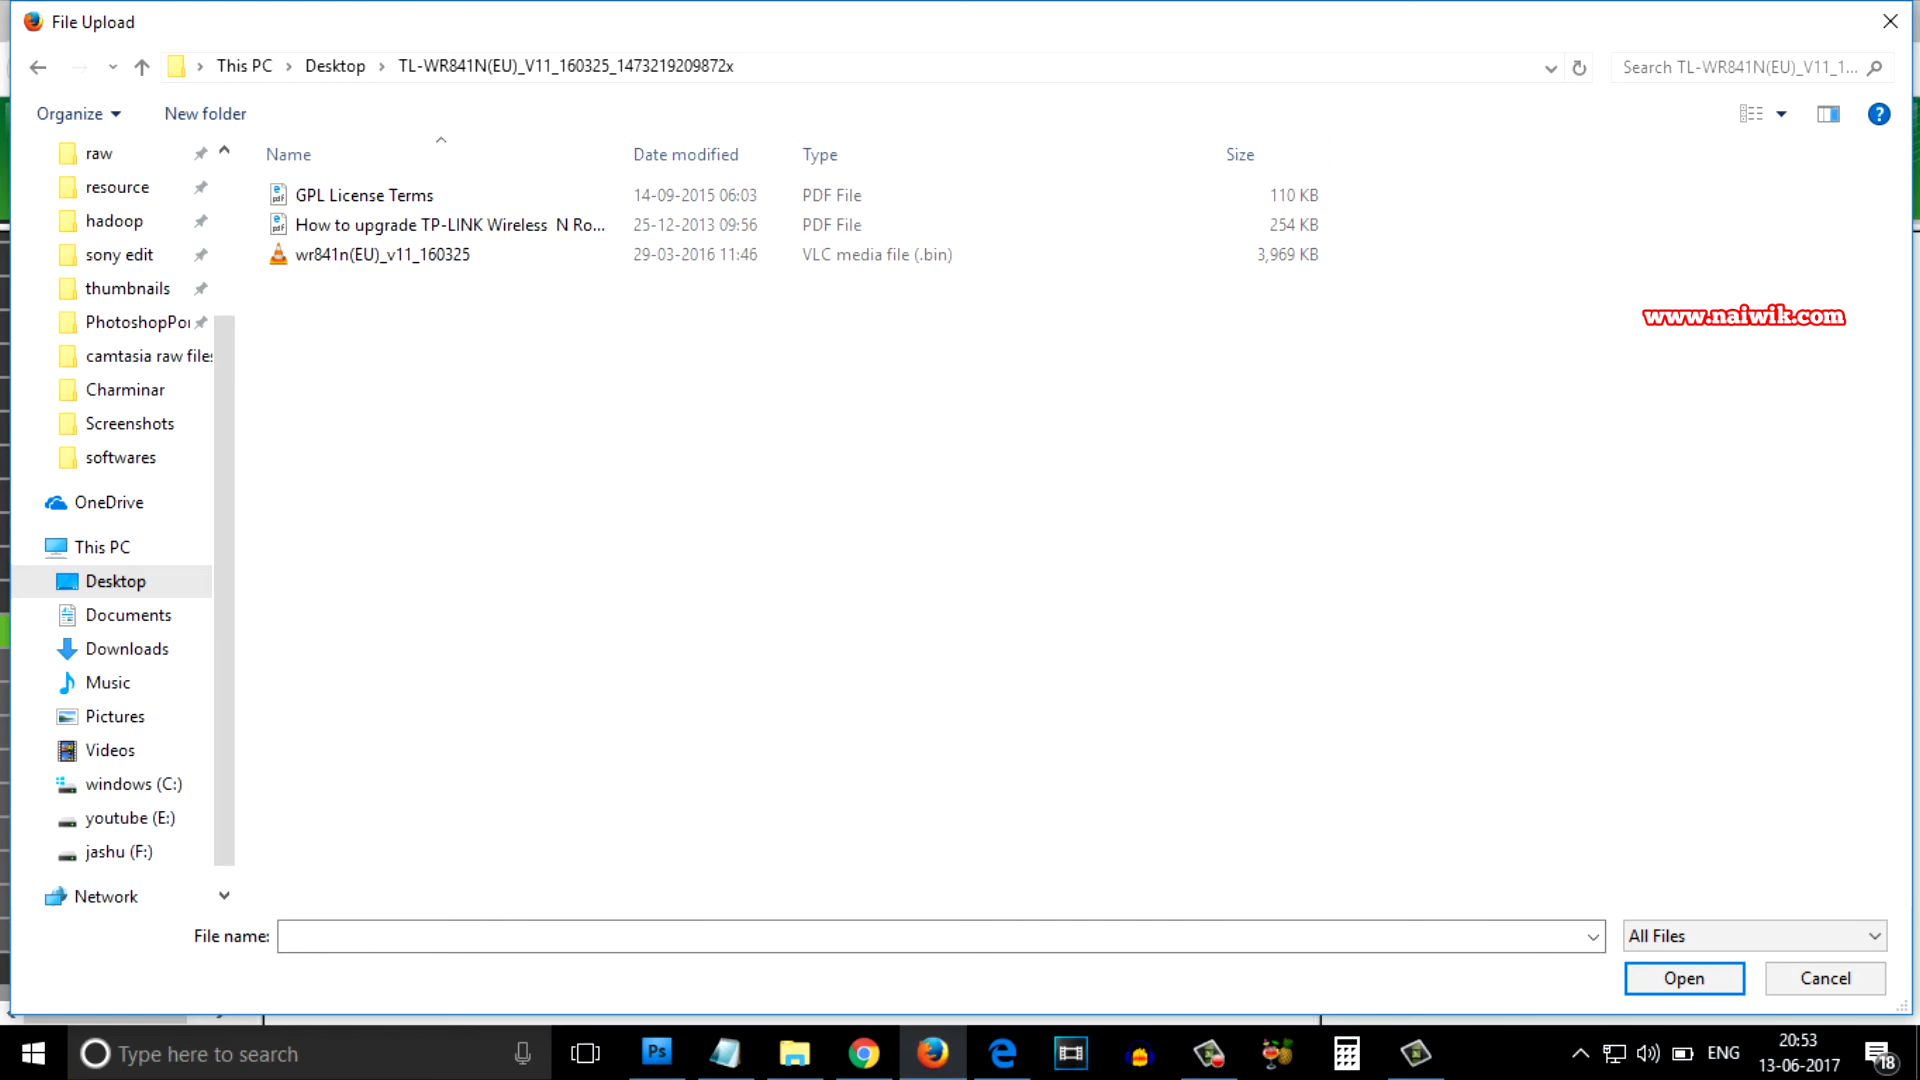 File Upload
This PC > Desktop > TL-WR841N(EU)_V11_160325_1473219209872x
Search TL-WR841N(EU)_V11_1...
Organize
New folder
?
Name Date modified Type Size
GPL License Terms 14-09-2015 06:03 PDF File 110 KB
How to upgrade TP-LINK Wireless N Ro... 25-12-2013 09:56 PDF File 254 KB
wr841n(EU)_v11_160325 29-03-2016 11:46 VLC media file (.bin) 3,969 KB
raw
resource
hadoop
sony edit
thumbnails
PhotoshopPor
camtasia raw files
Charminar
Screenshots
softwares
OneDrive
This PC
Desktop
Documents
Downloads
Music
Pictures
Videos
windows (C:)
youtube (E:)
jashu (F:)
Network
www.naiwik.com
File name:
All Files
Open
Cancel
Type here to search
Ps
ENG
20:53
13-06-2017
18